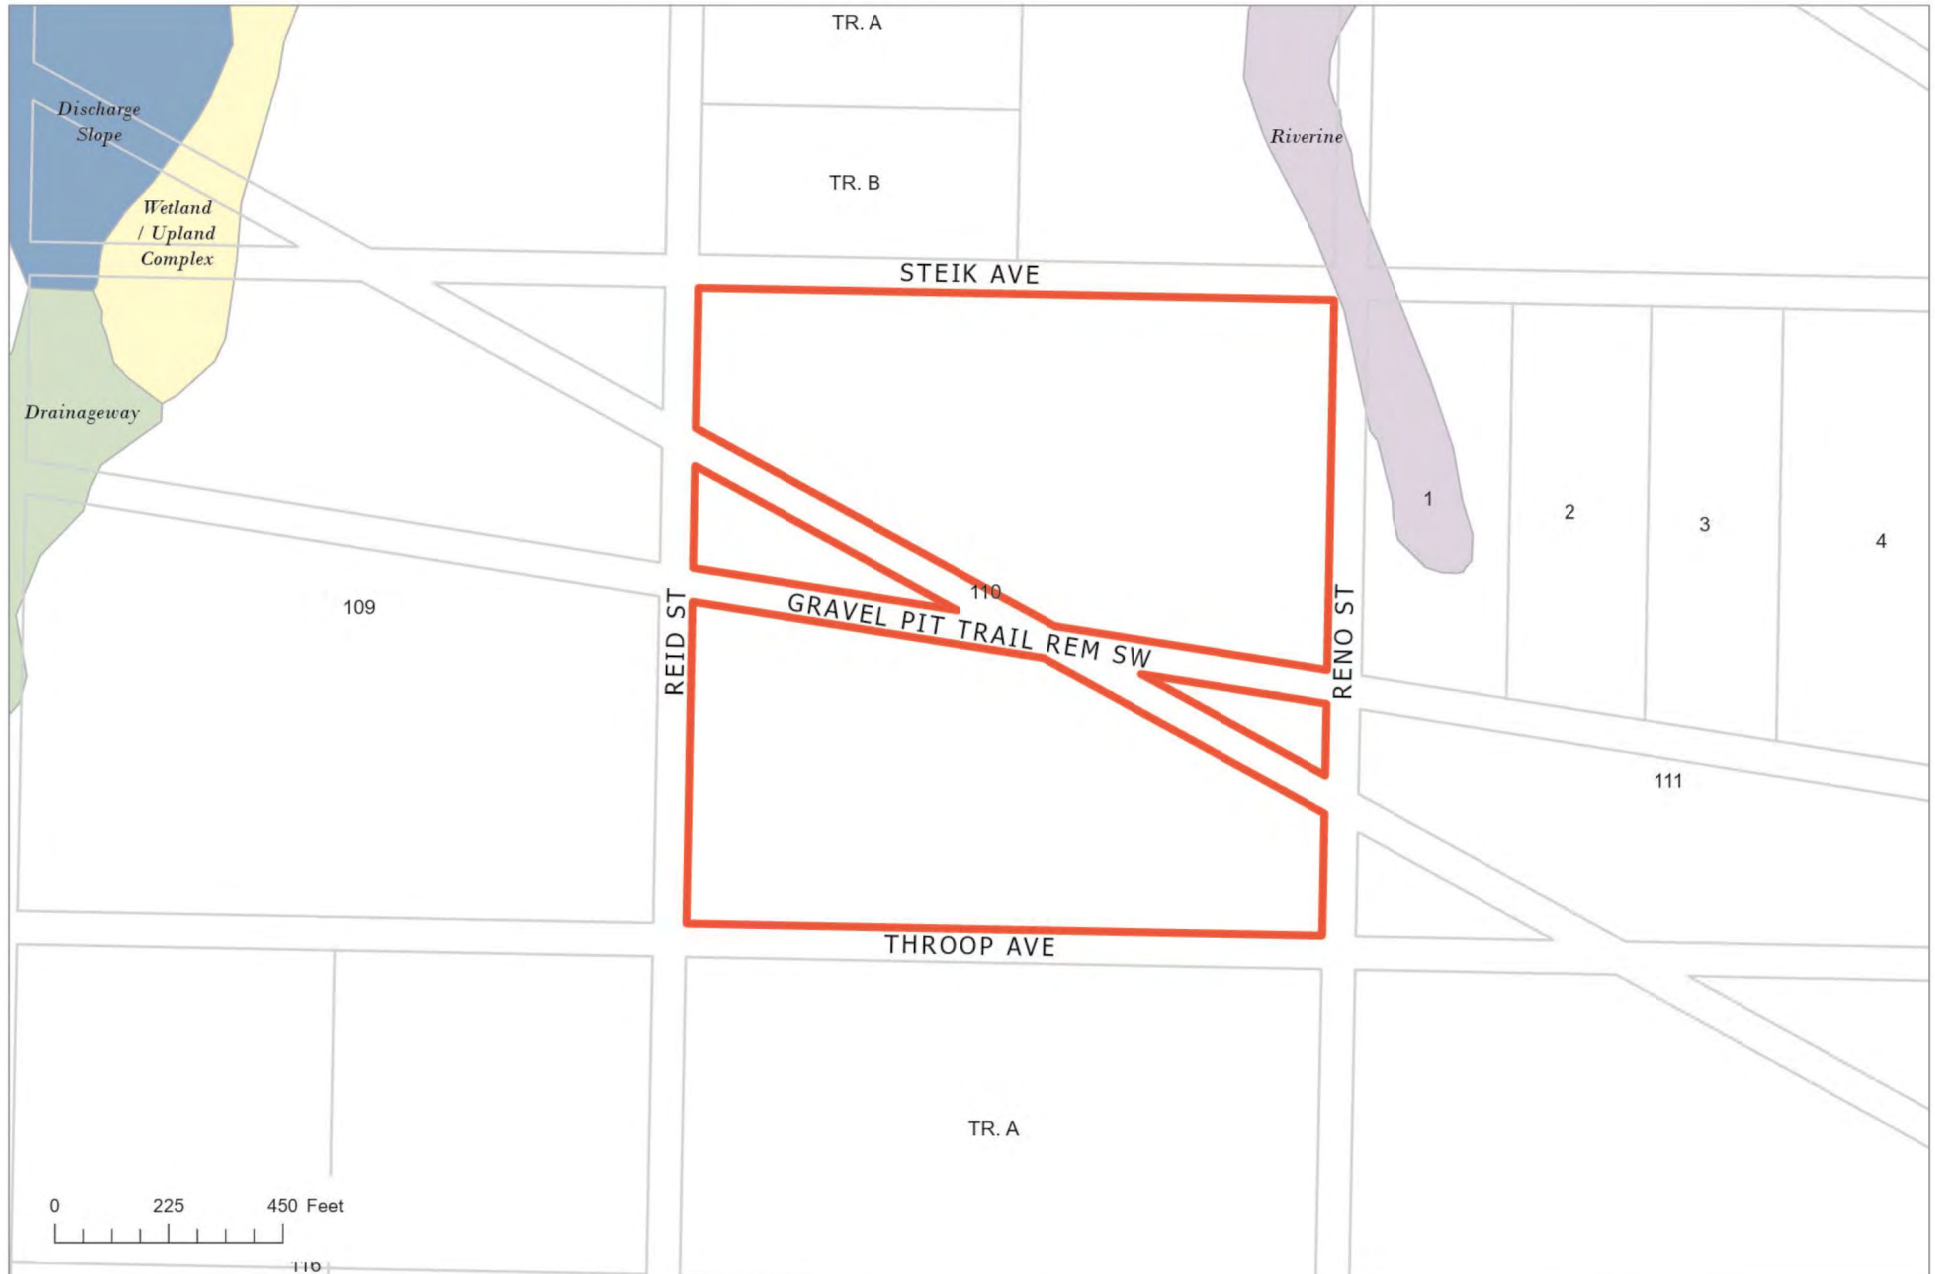 TR. A
Discharge
Slope
Riverine
TR. B
Wetland
/ Upland
Complex
STEIK AVE
Drainageway
1
2
3
4
110
109
GRAVEL PIT TRAIL REM SW
REID ST
RENO ST
111
THROOP AVE
TR. A
0 225 450 Feet
116